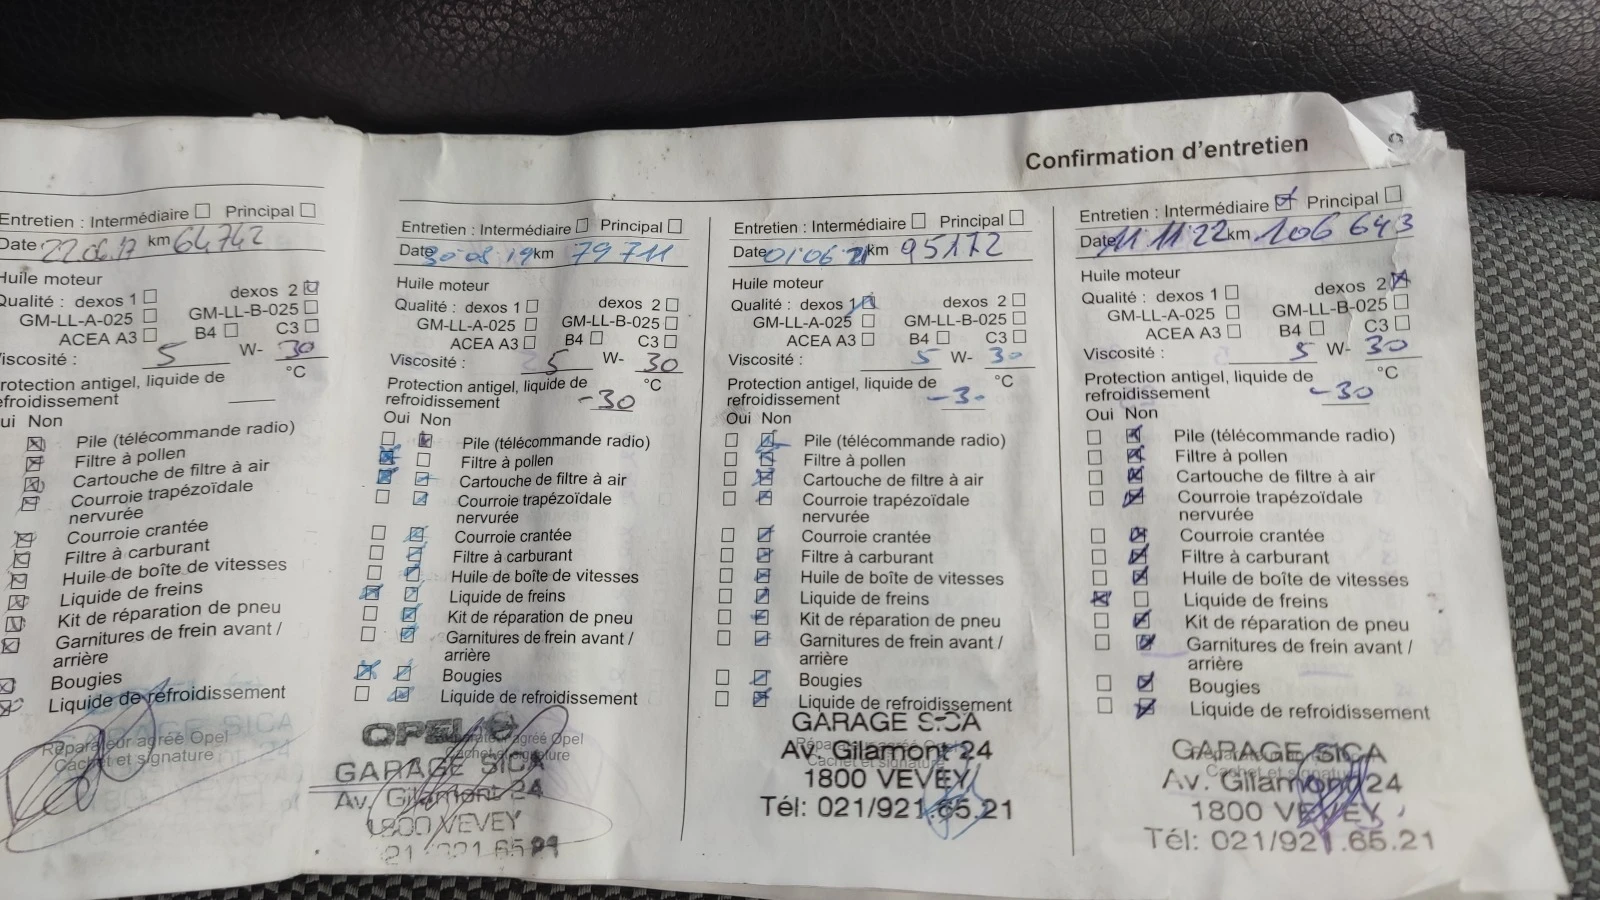 Confirmation d'entretien
Entretien : Intermédiaire Principal
Date 22.06.17 km 64742
Huile moteur
Qualité : dexos 1 dexos 2
GM-LL-A-025 GM-LL-B-025
ACEA A3 B4 C3
Viscosité : 5 W- 30
Protection antigel, liquide de °C
refroidissement
Oui Non
Pile (télécommande radio)
Filtre à pollen
Cartouche de filtre à air
Courroie trapézoïdale
nervurée
Courroie crantée
Filtre à carburant
Huile de boîte de vitesses
Liquide de freins
Kit de réparation de pneu
Garnitures de frein avant /
arrière
Bougies
Liquide de refroidissement
GARAGE SICA
Réparateur agréé Opel
Cachet et signature
Entretien : Intermédiaire Principal
Date 30.08.19 km 79711
Huile moteur
Qualité : dexos 1 dexos 2
GM-LL-A-025 GM-LL-B-025
ACEA A3 B4 C3
Viscosité : 5 W- 30
Protection antigel, liquide de °C
refroidissement -30
Oui Non
Pile (télécommande radio)
Filtre à pollen
Cartouche de filtre à air
Courroie trapézoïdale
nervurée
Courroie crantée
Filtre à carburant
Huile de boîte de vitesses
Liquide de freins
Kit de réparation de pneu
Garnitures de frein avant /
arrière
Bougies
Liquide de refroidissement
OPEL
agréé Opel
Cachet et signature
GARAGE SICA
Av. Gilamont 24
1800 VEVEY
Entretien : Intermédiaire Principal
Date 01.06.21 km 95172
Huile moteur
Qualité : dexos 1 dexos 2
GM-LL-A-025 GM-LL-B-025
ACEA A3 B4 C3
Viscosité : 5 W- 30
Protection antigel, liquide de °C
refroidissement -30
Oui Non
Pile (télécommande radio)
Filtre à pollen
Cartouche de filtre à air
Courroie trapézoïdale
nervurée
Courroie crantée
Filtre à carburant
Huile de boîte de vitesses
Liquide de freins
Kit de réparation de pneu
Garnitures de frein avant /
arrière
Bougies
Liquide de refroidissement
GARAGE SICA
Av. Gilamont 24
1800 VEVEY
Tél: 021/921.65.21
Entretien : Intermédiaire Principal
Date 11.11.22 km 106 643
Huile moteur
Qualité : dexos 1 dexos 2
GM-LL-A-025 GM-LL-B-025
ACEA A3 B4 C3
Viscosité : 5 W- 30
Protection antigel, liquide de °C
refroidissement -30
Oui Non
Pile (télécommande radio)
Filtre à pollen
Cartouche de filtre à air
Courroie trapézoïdale
nervurée
Courroie crantée
Filtre à carburant
Huile de boîte de vitesses
Liquide de freins
Kit de réparation de pneu
Garnitures de frein avant /
arrière
Bougies
Liquide de refroidissement
GARAGE SICA
Cachet et signature
Av. Gilamont 24
1800 VEVEY
Tél: 021/921.65.21